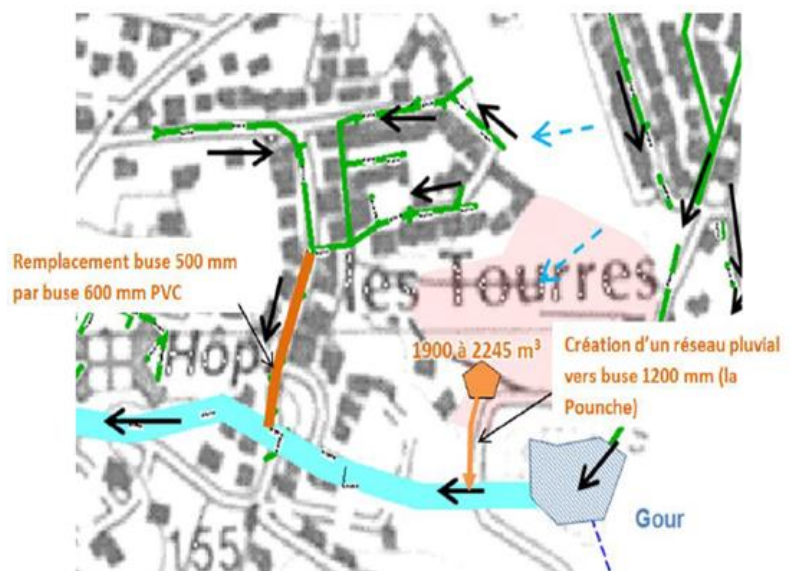 Remplacement buse 500 mm
par buse 600 mm PVC
les Tourres
Hôp
1900 à 2245 m³
Création d'un réseau pluvial
vers buse 1200 mm (la
Pounche)
s
Gour
155